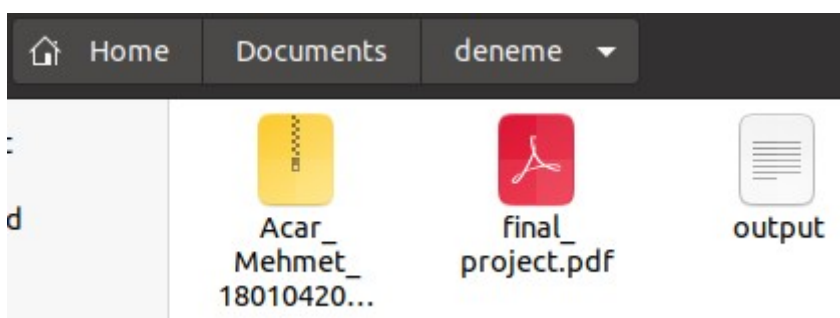 Home Documents deneme
d
Acar_
Mehmet_
18010420...
final_
project.pdf
output